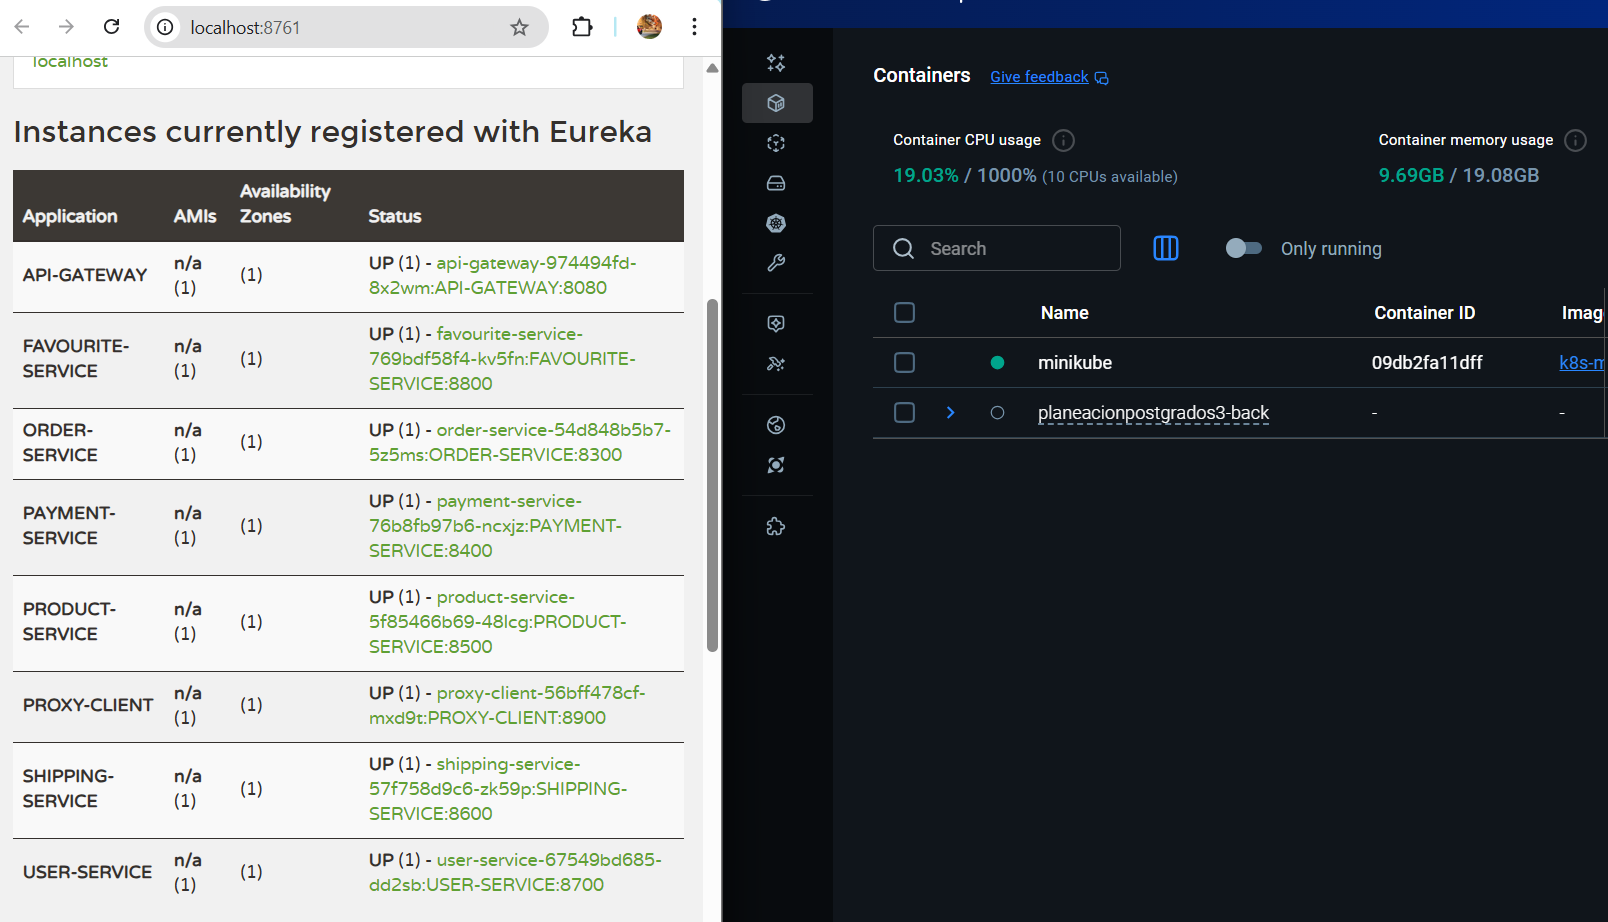 localhost:8761
localhost
Instances currently registered with Eureka
Application AMIs Availability Zones Status
API-GATEWAY n/a (1) (1) UP (1) - api-gateway-974494fd-
8x2wm:API-GATEWAY:8080
FAVOURITE-
SERVICE n/a (1) (1) UP (1) - favourite-service-
769bdf58f4-kv5fn:FAVOURITE-
SERVICE:8800
ORDER-
SERVICE n/a (1) (1) UP (1) - order-service-54d848b5b7-
5z5ms:ORDER-SERVICE:8300
PAYMENT-
SERVICE n/a (1) (1) UP (1) - payment-service-
76b8fb97b6-ncxjz:PAYMENT-
SERVICE:8400
PRODUCT-
SERVICE n/a (1) (1) UP (1) - product-service-
5f85466b69-48lcg:PRODUCT-
SERVICE:8500
PROXY-CLIENT n/a (1) (1) UP (1) - proxy-client-56bff478cf-
mxd9t:PROXY-CLIENT:8900
SHIPPING-
SERVICE n/a (1) (1) UP (1) - shipping-service-
57f758d9c6-zk59p:SHIPPING-
SERVICE:8600
USER-SERVICE n/a (1) (1) UP (1) - user-service-67549bd685-
dd2sb:USER-SERVICE:8700
Containers Give feedback
Container CPU usage
19.03% / 1000% (10 CPUs available)
Container memory usage
9.69GB / 19.08GB
Search
Only running
Name Container ID Imag
minikube 09db2fa11dff k8s-m
planeacionpostgrados3-back - -